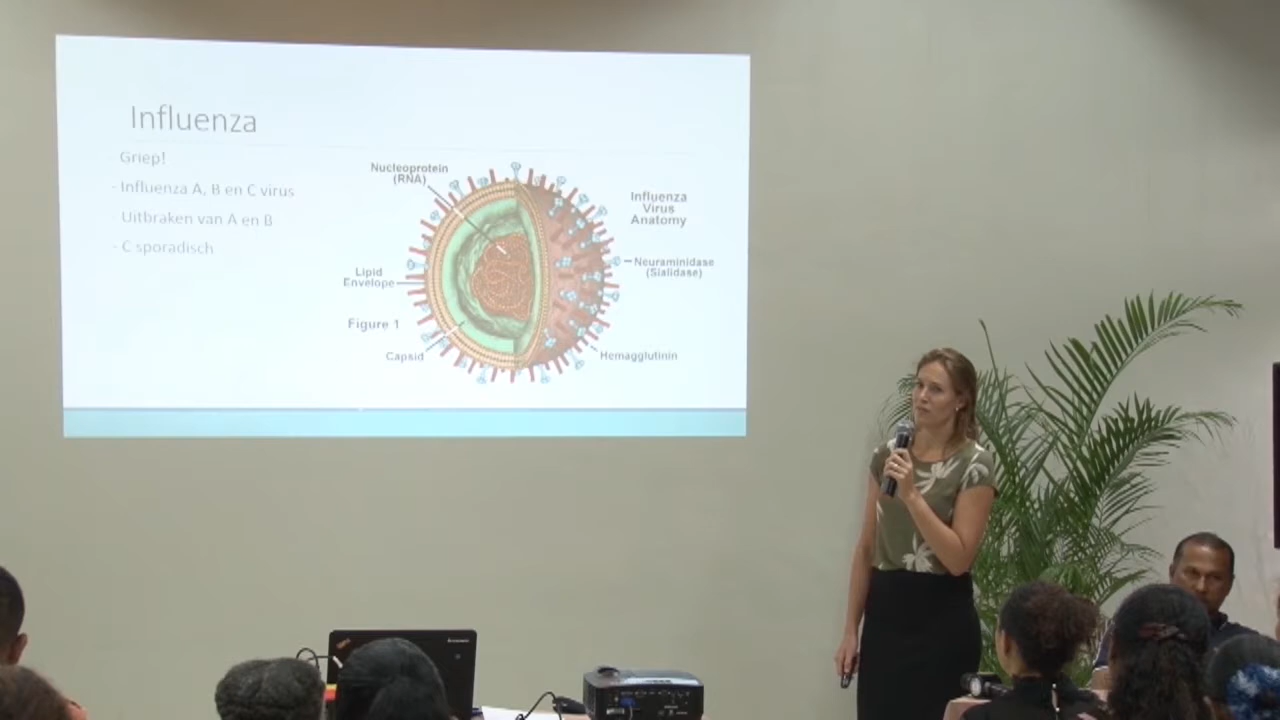 Influenza
Griep!
- Influenza A, B en C virus
- Uitbraken van A en B
- C sporadisch
Nucleoprotein
(RNA)
Influenza
Virus
Anatomy
Neuraminidase
(Sialidase)
Lipid
Envelope
Figure 1
Capsid
Hemagglutinin
lenovo